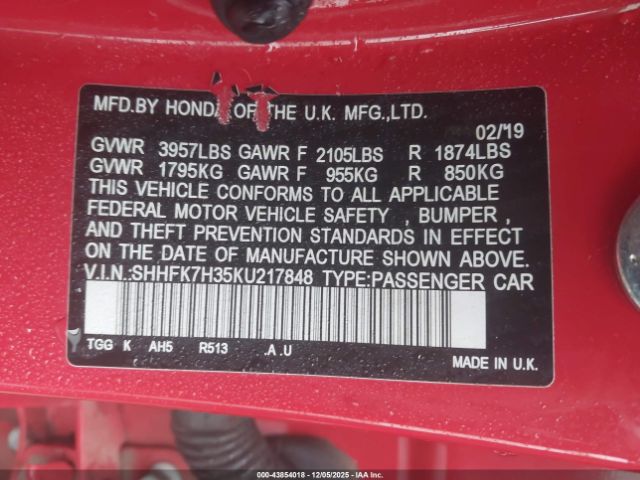 MFD.BY HONDA OF THE U.K. MFG.,LTD.
02/19
GVWR 3957LBS GAWR F 2105LBS R 1874LBS
GVWR 1795KG GAWR F 955KG R 850KG
THIS VEHICLE CONFORMS TO ALL APPLICABLE
FEDERAL MOTOR VEHICLE SAFETY , BUMPER ,
AND THEFT PREVENTION STANDARDS IN EFFECT
ON THE DATE OF MANUFACTURE SHOWN ABOVE.
V.I.N.:SHHFK7H35KU217848 TYPE:PASSENGER CAR
TGG K AH5 R513 .A .U
MADE IN U.K.
000-43854018 - 12/05/2025 - IAAI.COM